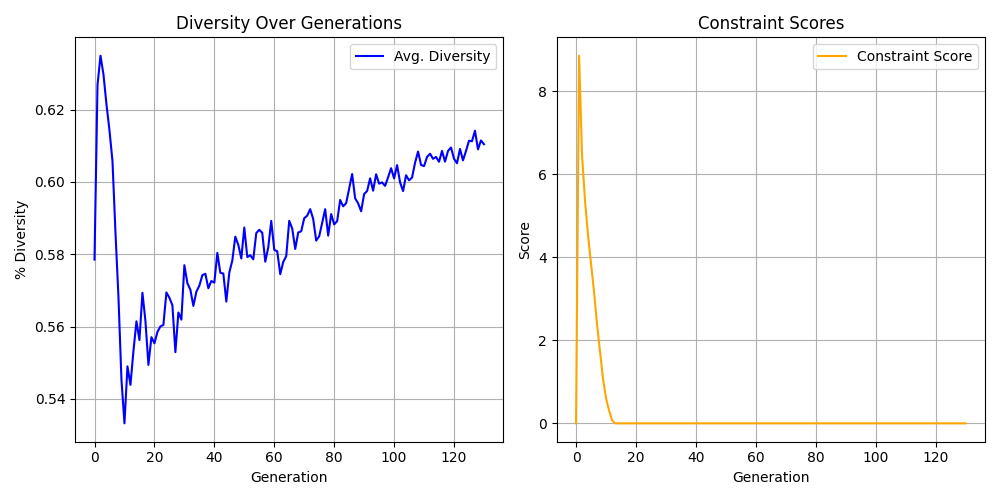 Diversity Over Generations
Avg. Diversity
% Diversity
0.62
0.60
0.58
0.56
0.54
0 20 40 60 80 100 120
Generation
Constraint Scores
Constraint Score
Score
8
6
4
2
0
0 20 40 60 80 100 120
Generation